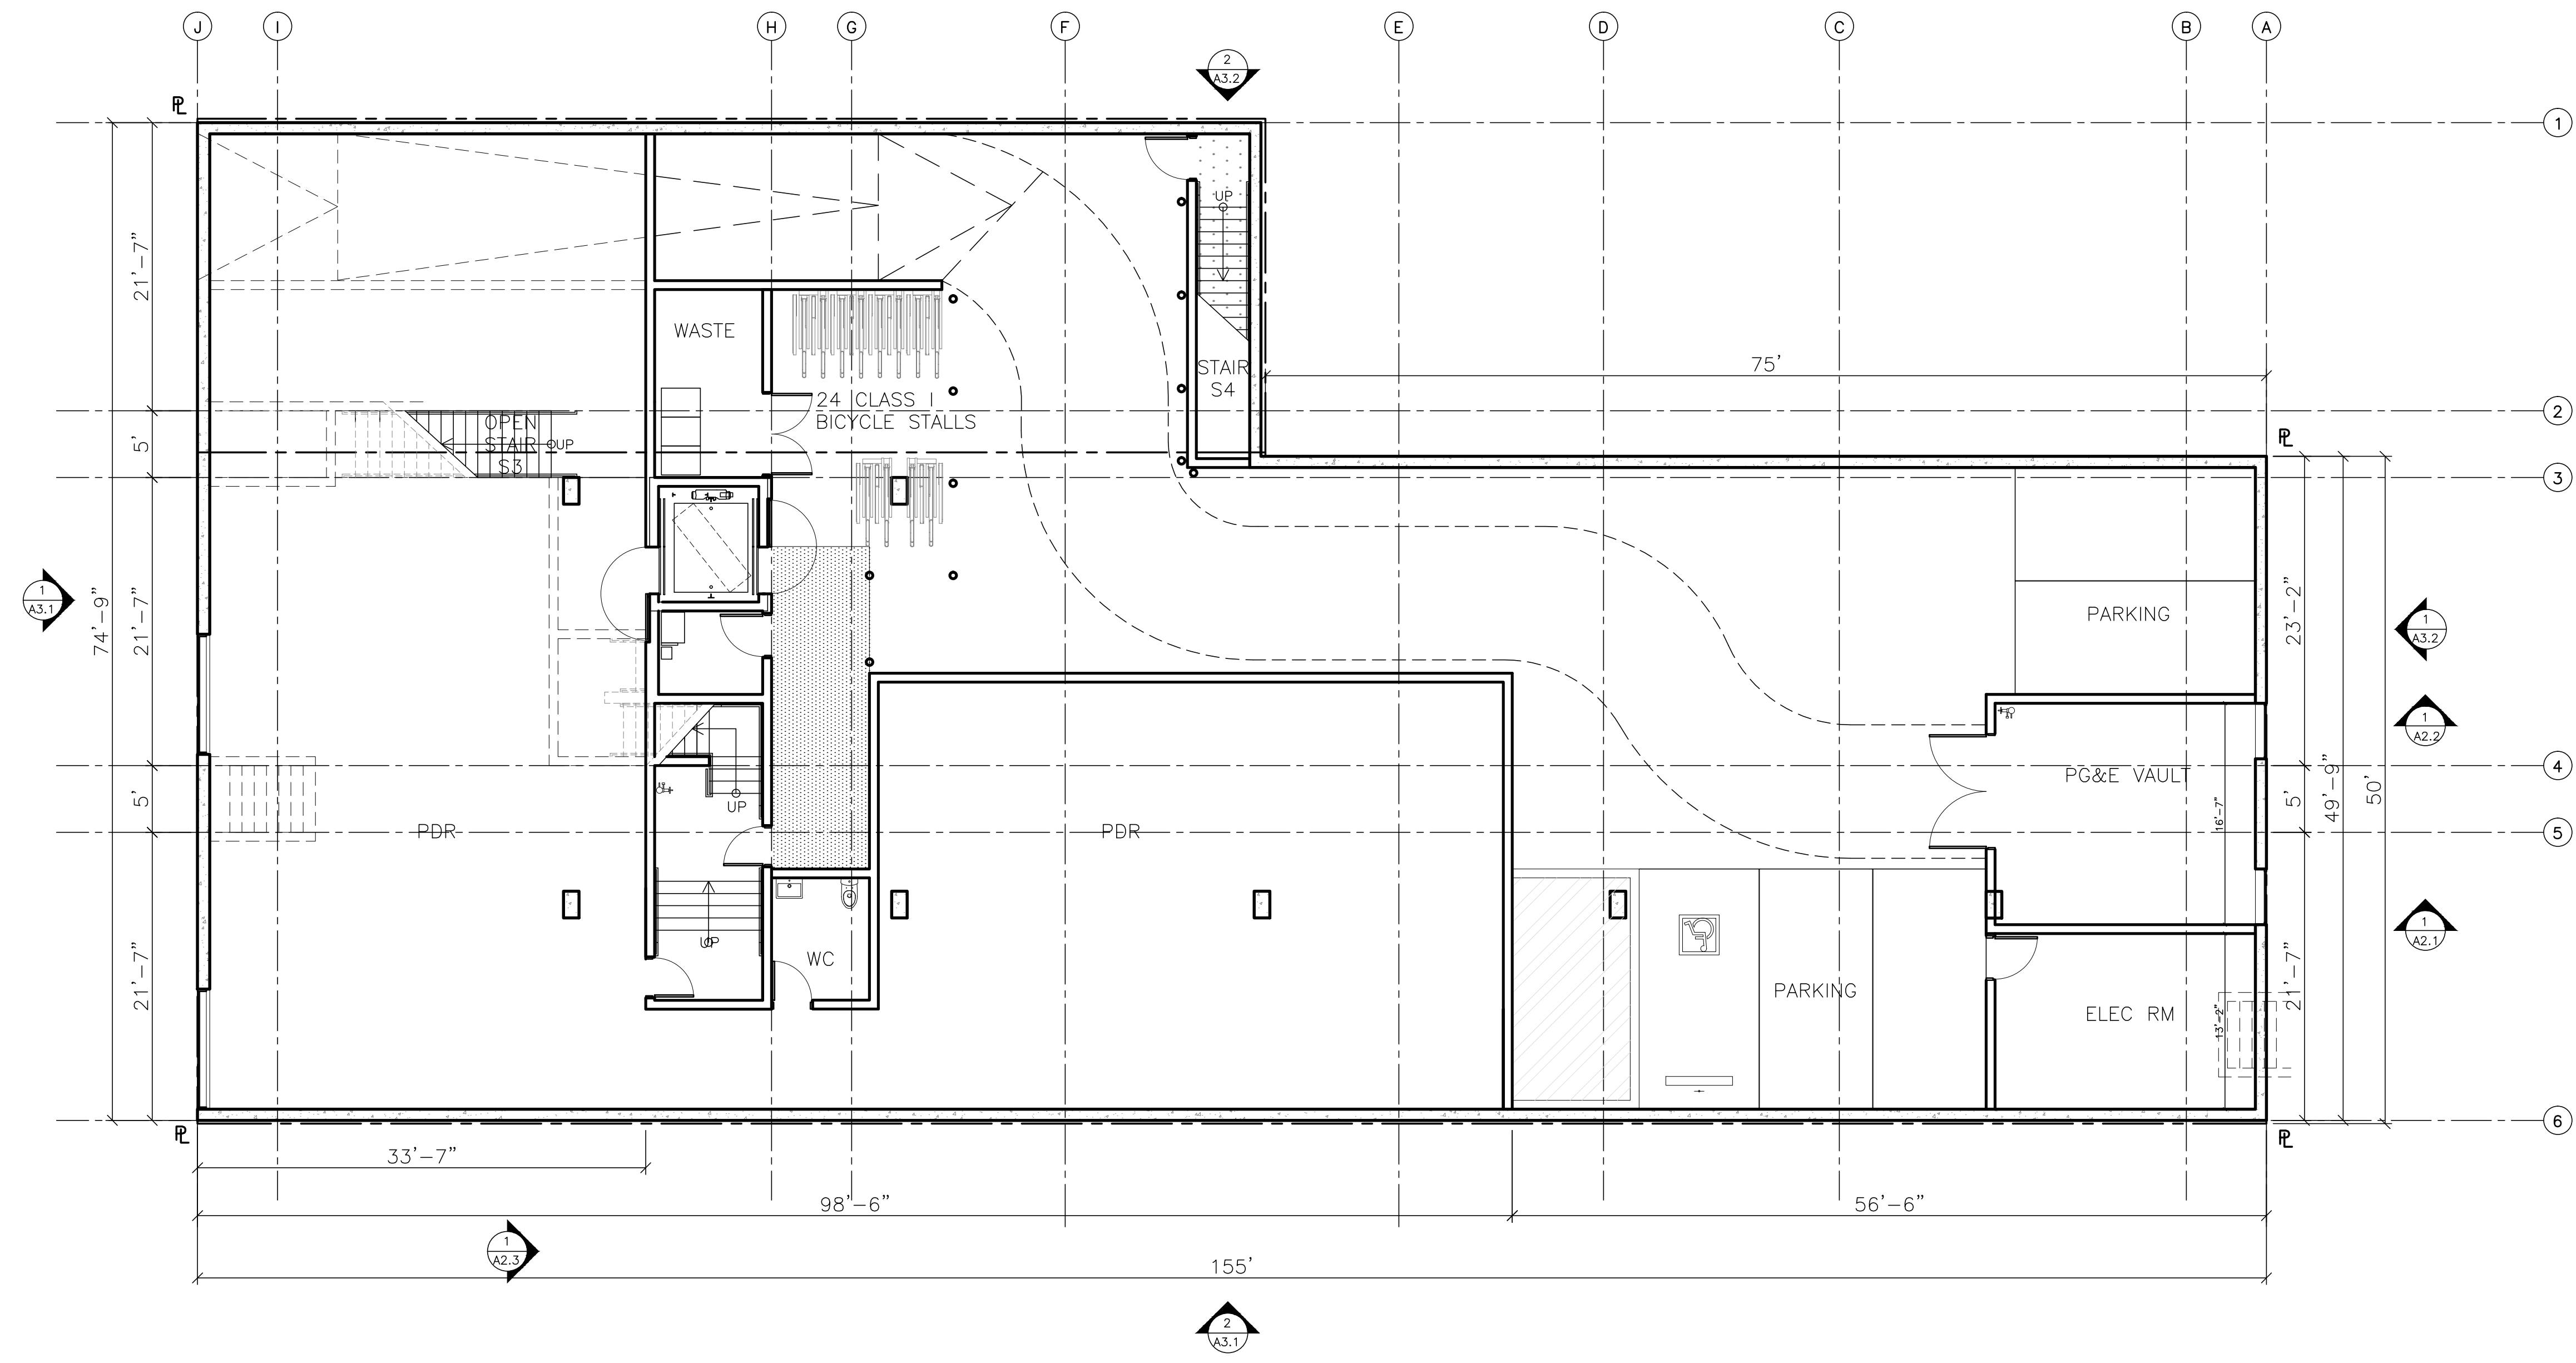 J
I
H
G
F
E
D
C
B
A
2
A3.2
PL
1
UP
21'-7"
WASTE
STAIR
S4
75'
24 CLASS I
BICYCLE STALLS
2
OPEN
STAIR
S3
UP
5'
PL
3
1
A3.1
74'-9"
21'-7"
PARKING
23'-2"
1
A3.2
1
A2.2
4
PG&E VAULT
UP
5'
16'-7"
5'
49'-9"
50'
PDR
PDR
5
1
A2.1
UP
WC
21'-7"
PARKING
ELEC RM
13'-2"
21'-7"
6
PL
PL
33'-7"
98'-6"
56'-6"
1
A2.3
155'
2
A3.1